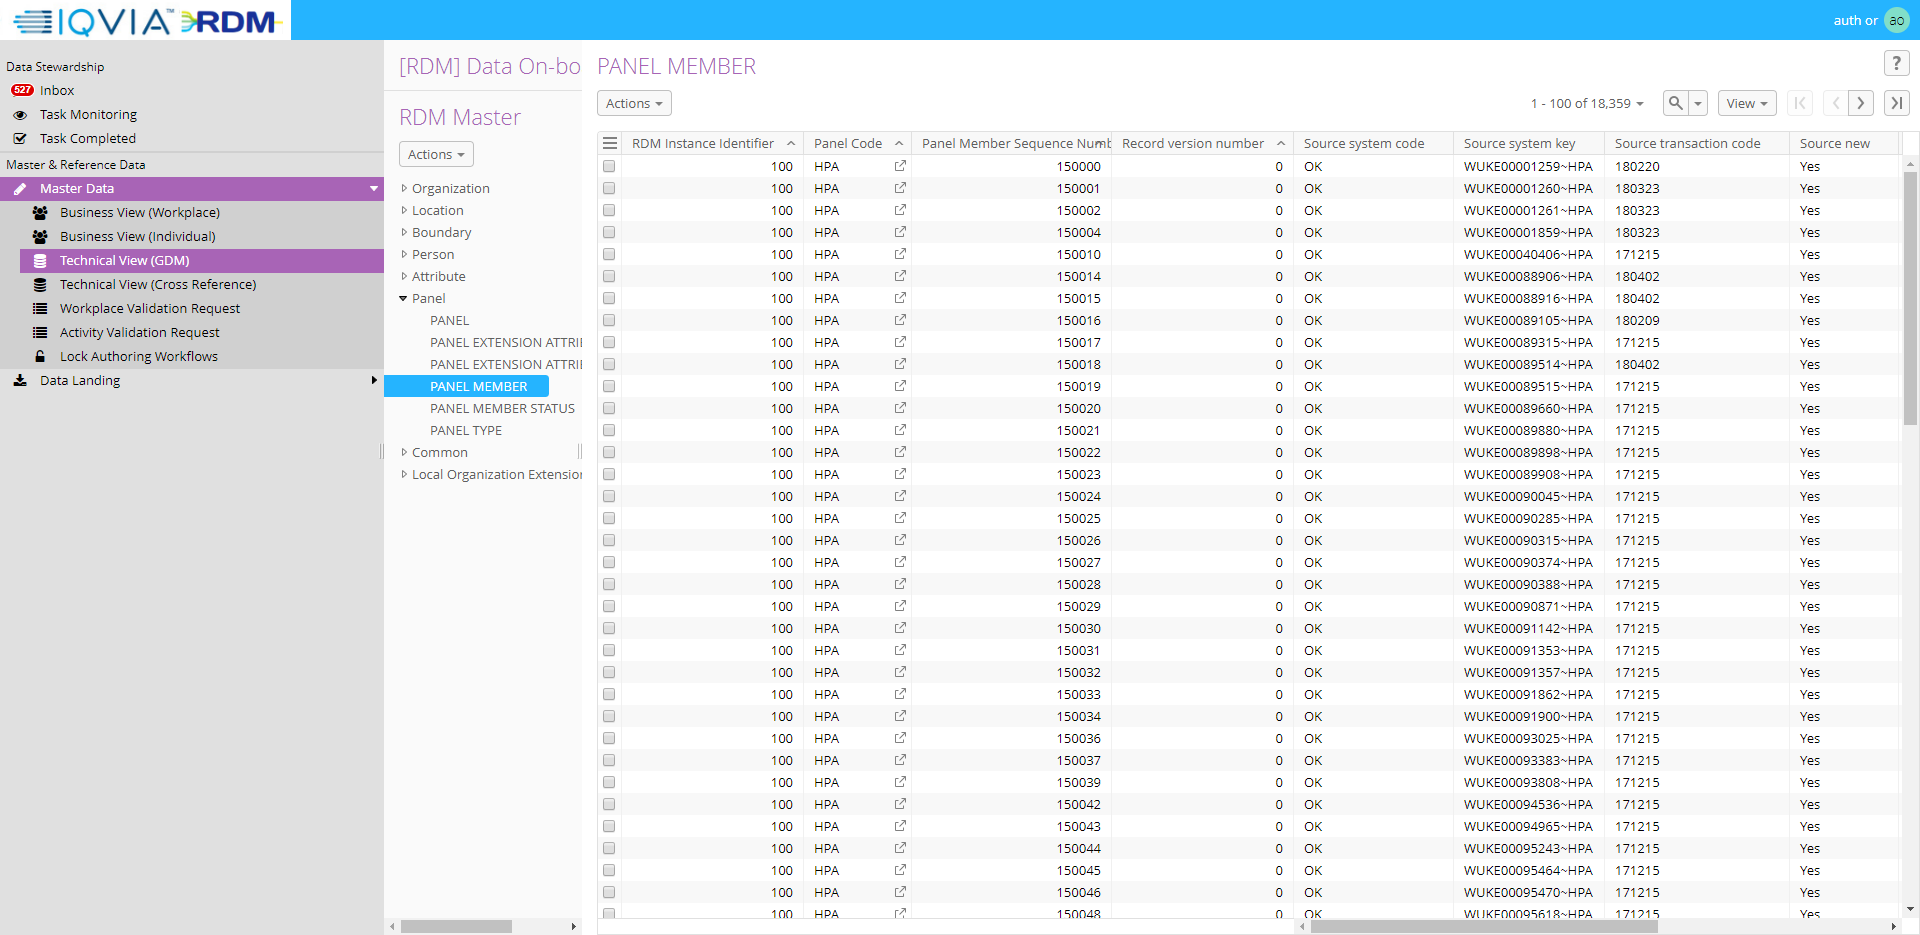 IQVIA™ RDM
auth or ao
Data Stewardship
527 Inbox
Task Monitoring
Task Completed
Master & Reference Data
Master Data
Business View (Workplace)
Business View (Individual)
Technical View (GDM)
Technical View (Cross Reference)
Workplace Validation Request
Activity Validation Request
Lock Authoring Workflows
Data Landing
[RDM] Data On-bo
RDM Master
Actions
Organization
Location
Boundary
Person
Attribute
Panel
PANEL
PANEL EXTENSION ATTRI
PANEL EXTENSION ATTRI
PANEL MEMBER
PANEL MEMBER STATUS
PANEL TYPE
Common
Local Organization Extension
PANEL MEMBER
?
Actions 1 - 100 of 18,359 View
RDM Instance Identifier Panel Code Panel Member Sequence Numb Record version number Source system code Source system key Source transaction code Source new
100 HPA 150000 0 OK WUKE00001259~HPA 180220 Yes
100 HPA 150001 0 OK WUKE00001260~HPA 180323 Yes
100 HPA 150002 0 OK WUKE00001261~HPA 180323 Yes
100 HPA 150004 0 OK WUKE00001859~HPA 180323 Yes
100 HPA 150010 0 OK WUKE00040406~HPA 171215 Yes
100 HPA 150014 0 OK WUKE00088906~HPA 180402 Yes
100 HPA 150015 0 OK WUKE00088916~HPA 180402 Yes
100 HPA 150016 0 OK WUKE00089105~HPA 180209 Yes
100 HPA 150017 0 OK WUKE00089315~HPA 171215 Yes
100 HPA 150018 0 OK WUKE00089514~HPA 180402 Yes
100 HPA 150019 0 OK WUKE00089515~HPA 171215 Yes
100 HPA 150020 0 OK WUKE00089660~HPA 171215 Yes
100 HPA 150021 0 OK WUKE00089880~HPA 171215 Yes
100 HPA 150022 0 OK WUKE00089898~HPA 171215 Yes
100 HPA 150023 0 OK WUKE00089908~HPA 171215 Yes
100 HPA 150024 0 OK WUKE00090045~HPA 171215 Yes
100 HPA 150025 0 OK WUKE00090285~HPA 171215 Yes
100 HPA 150026 0 OK WUKE00090315~HPA 171215 Yes
100 HPA 150027 0 OK WUKE00090374~HPA 171215 Yes
100 HPA 150028 0 OK WUKE00090388~HPA 171215 Yes
100 HPA 150029 0 OK WUKE00090871~HPA 171215 Yes
100 HPA 150030 0 OK WUKE00091142~HPA 171215 Yes
100 HPA 150031 0 OK WUKE00091353~HPA 171215 Yes
100 HPA 150032 0 OK WUKE00091357~HPA 171215 Yes
100 HPA 150033 0 OK WUKE00091862~HPA 171215 Yes
100 HPA 150034 0 OK WUKE00091900~HPA 171215 Yes
100 HPA 150036 0 OK WUKE00093025~HPA 171215 Yes
100 HPA 150037 0 OK WUKE00093383~HPA 171215 Yes
100 HPA 150039 0 OK WUKE00093808~HPA 171215 Yes
100 HPA 150042 0 OK WUKE00094536~HPA 171215 Yes
100 HPA 150043 0 OK WUKE00094965~HPA 171215 Yes
100 HPA 150044 0 OK WUKE00095243~HPA 171215 Yes
100 HPA 150045 0 OK WUKE00095464~HPA 171215 Yes
100 HPA 150046 0 OK WUKE00095470~HPA 171215 Yes
100 HPA 150048 0 OK WUKE00095618~HPA 171215 Yes